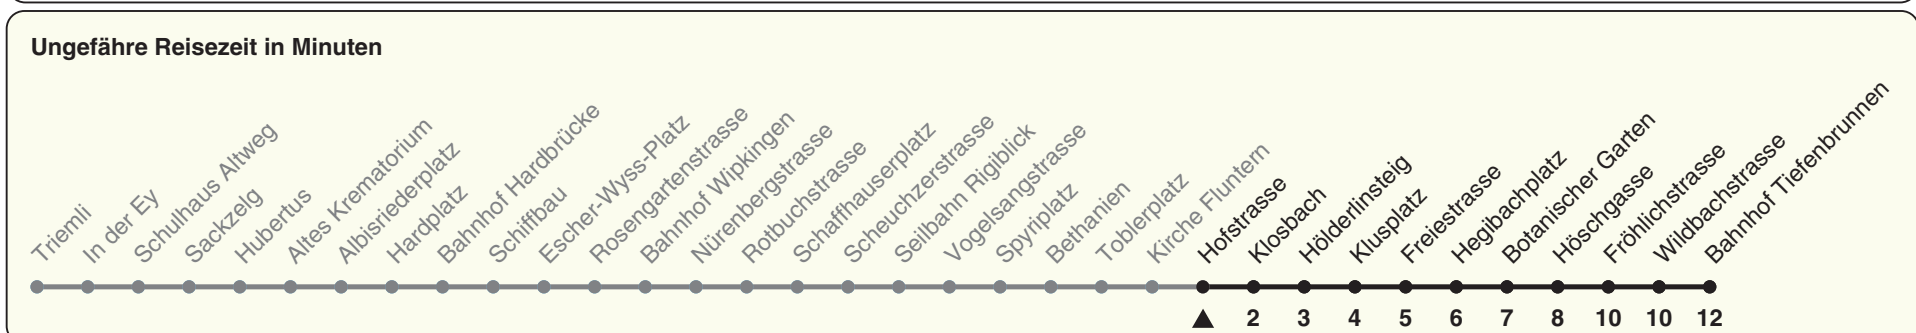 Ungefähre Reisezeit in Minuten
Triemli
In der Ey
Schulhaus Altweg
Sackzelg
Hubertus
Altes Krematorium
Albisriederplatz
Hardplatz
Bahnhof Hardbrücke
Schiffbau
Escher-Wyss-Platz
Rosengartenstrasse
Bahnhof Wipkingen
Nürenbergstrasse
Rotbuchstrasse
Schaffhauserplatz
Scheuchzerstrasse
Seilbahn Rigiblick
Vogelsangstrasse
Spyriplatz
Bethanien
Toblerplatz
Kirche Fluntern
Hofstrasse
Klosbach
Hölderlinsteig
Klusplatz
Freiestrasse
Hegibachplatz
Botanischer Garten
Höschgasse
Fröhlichstrasse
Wildbachstrasse
Bahnhof Tiefenbrunnen
2 3 4 5 6 7 8 10 10 12